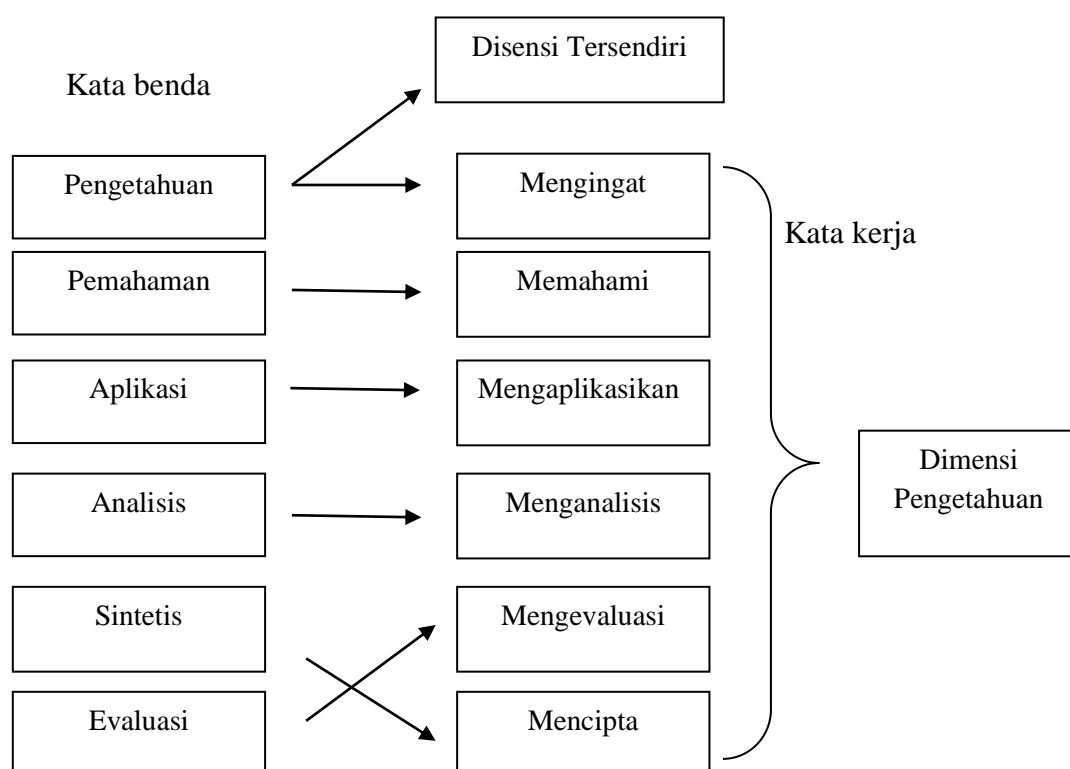 Disensi Tersendiri
Kata benda
Pengetahuan
Mengingat
Kata kerja
Pemahaman
Memahami
Aplikasi
Mengaplikasikan
Dimensi
Pengetahuan
Analisis
Menganalisis
Sintetis
Mengevaluasi
Evaluasi
Mencipta